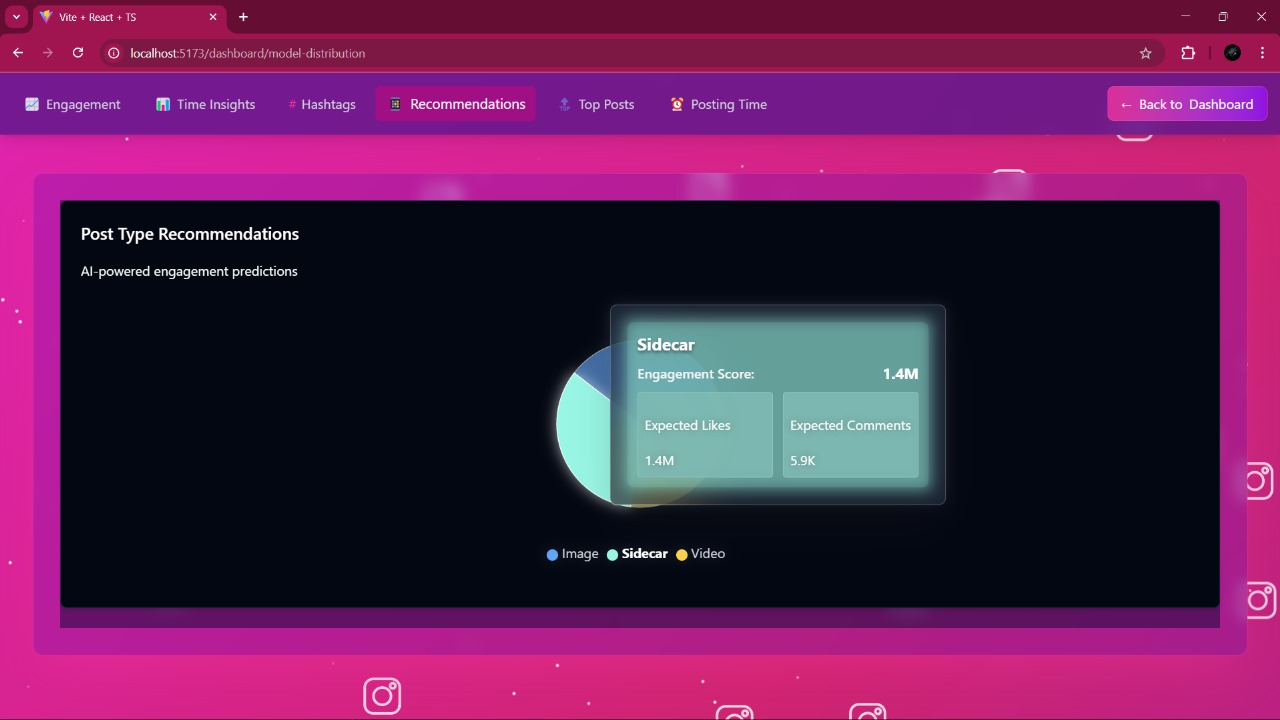 Vite + React + TS
localhost:5173/dashboard/model-distribution
Engagement
Time Insights
# Hashtags
Recommendations
Top Posts
Posting Time
← Back to Dashboard
Post Type Recommendations
AI-powered engagement predictions
Sidecar
Engagement Score: 1.4M
Expected Likes
1.4M
Expected Comments
5.9K
Image Sidecar Video